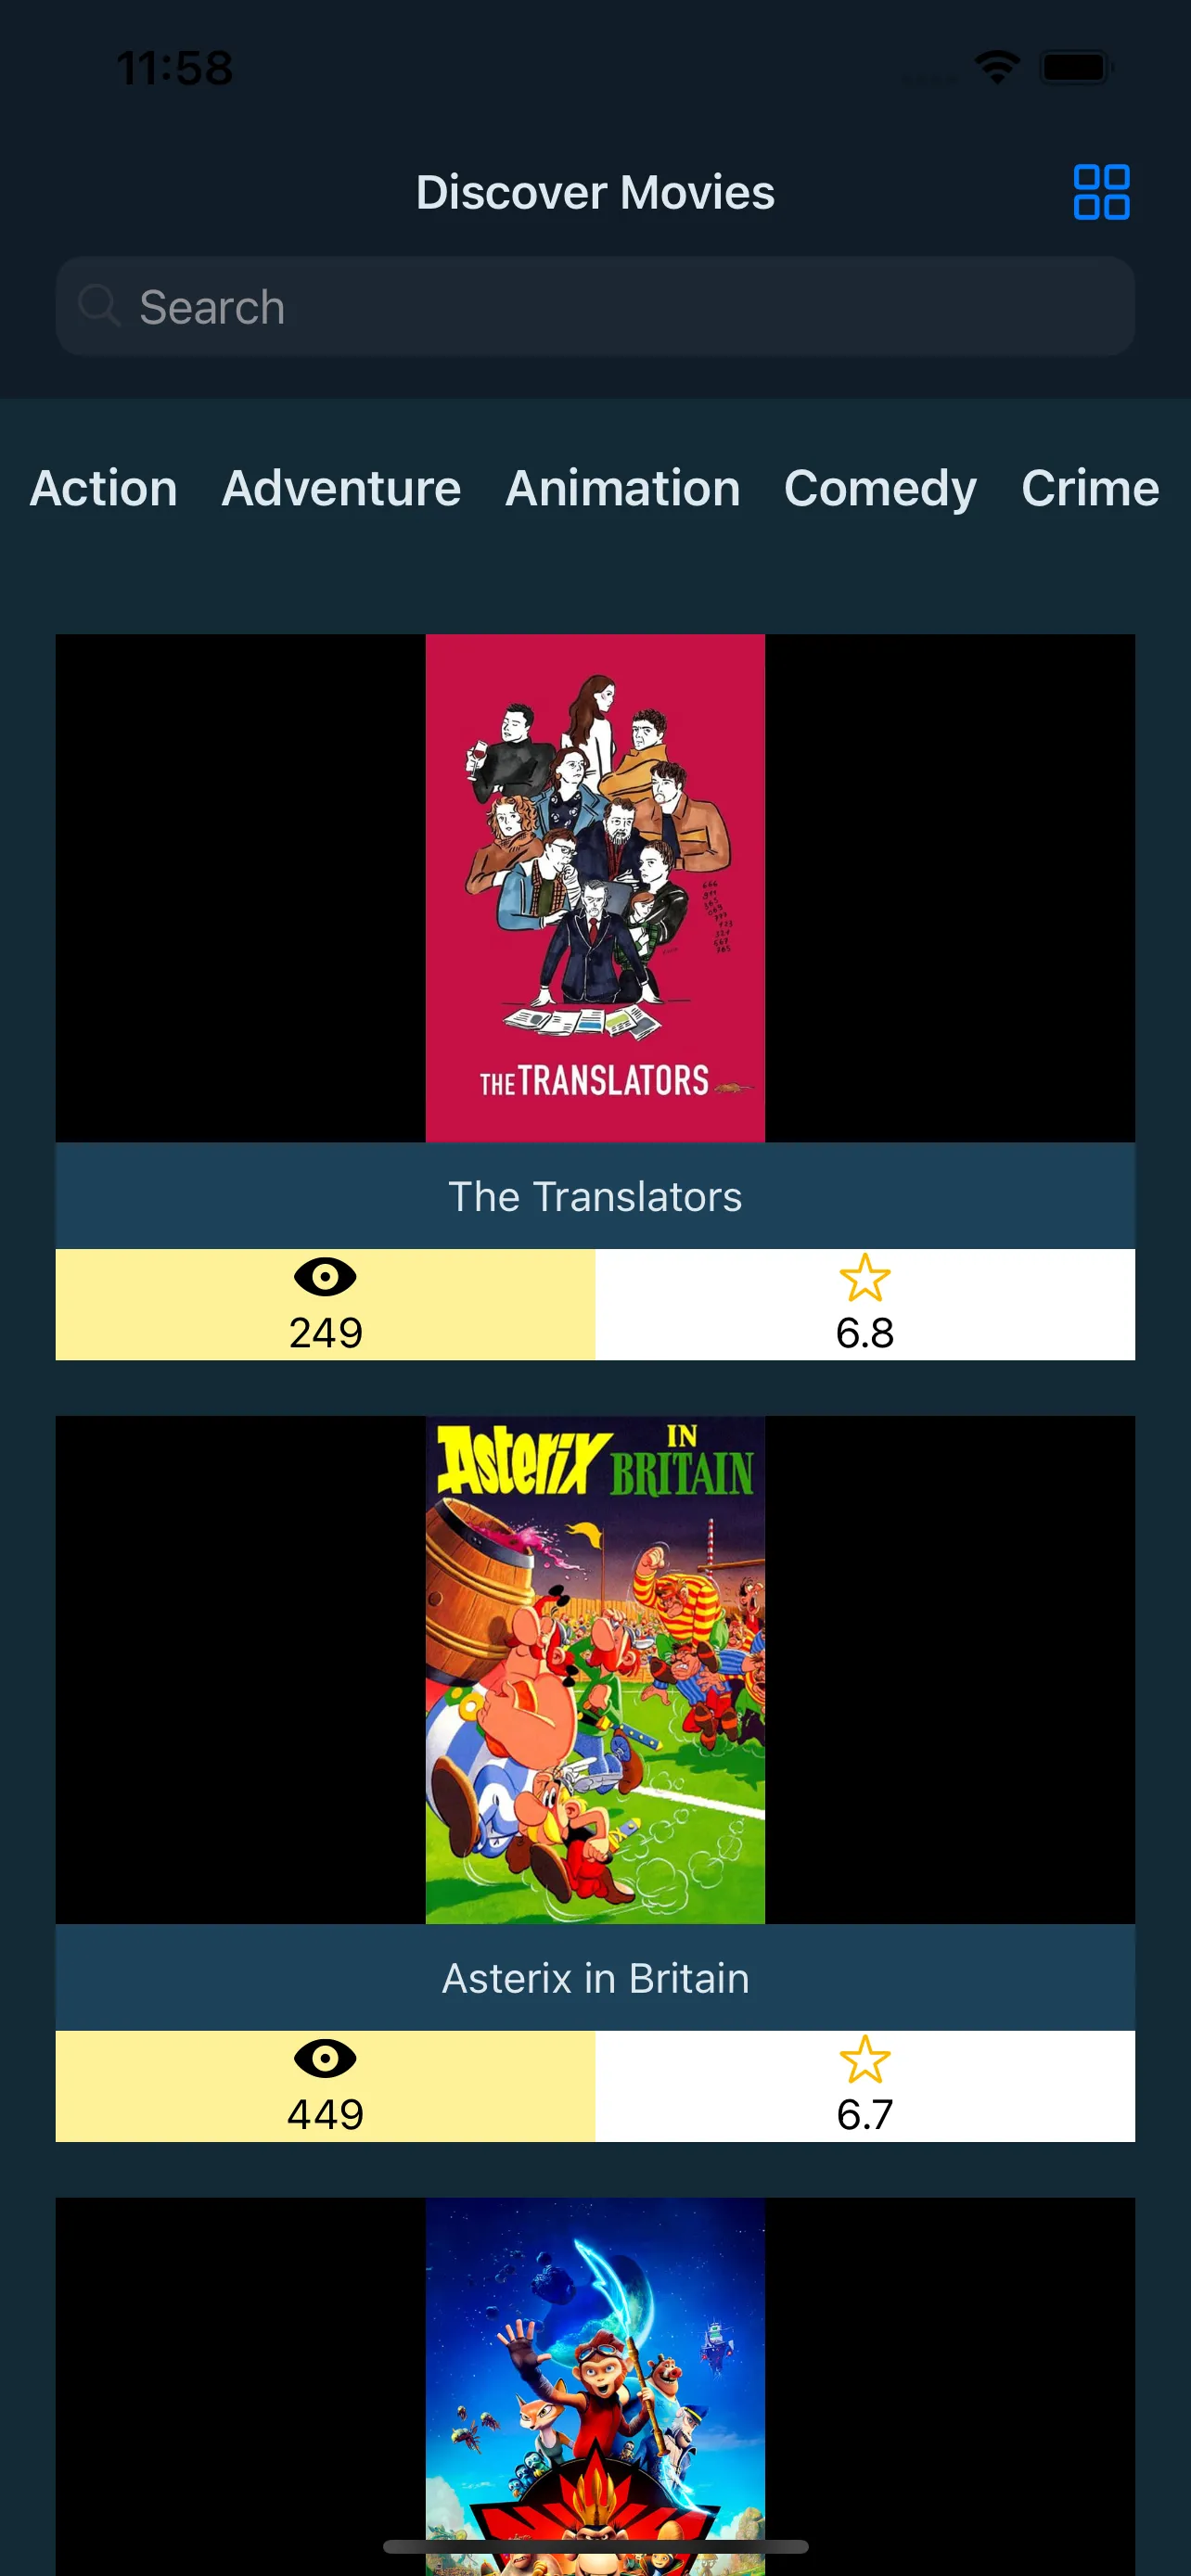 11:58
Discover Movies
Search
Action Adventure Animation Comedy Crime
THE TRANSLATORS
The Translators
249 6.8
Asterix IN BRITAIN
Asterix in Britain
449 6.7